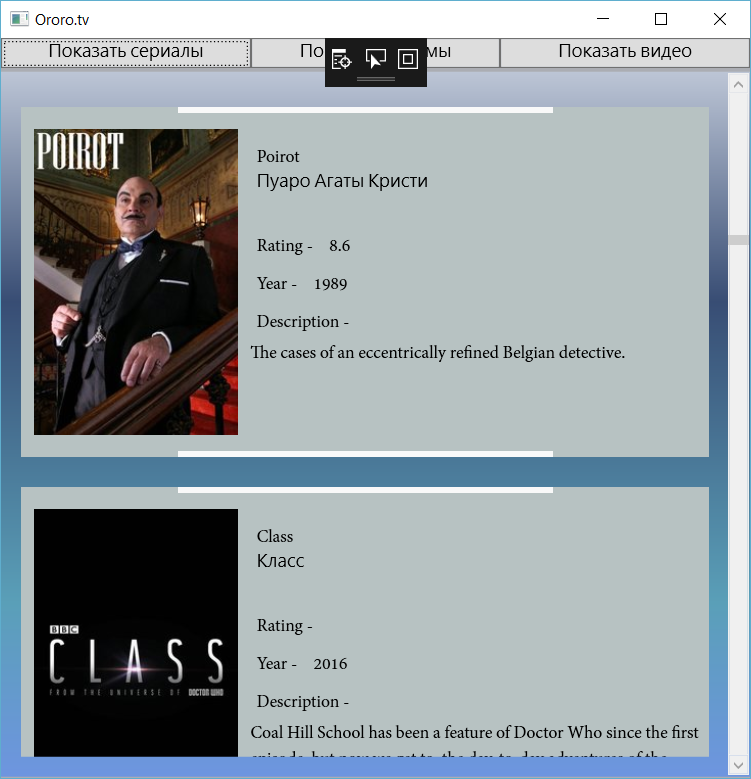 Ororo.tv
Показать сериалы
По
мы
Показать видео
POIROT
Poirot
Пуаро Агаты Кристи
Rating - 8.6
Year - 1989
Description -
The cases of an eccentrically refined Belgian detective.
BBC
CLASS
FROM THE UNIVERSE OF DOCTOR WHO
Class
Класс
Rating -
Year - 2016
Description -
Coal Hill School has been a feature of Doctor Who since the first